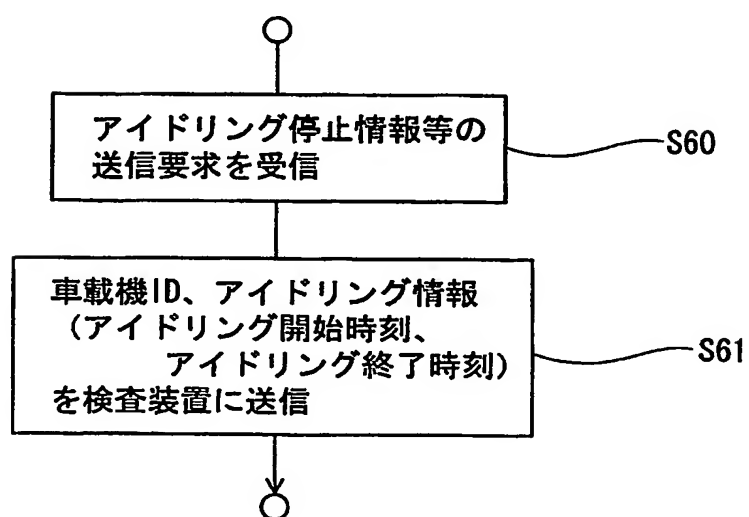 アイドリング停止情報等の
送信要求を受信
S60
車載機ID、アイドリング情報
（アイドリング開始時刻、
アイドリング終了時刻）
を検査装置に送信
S61